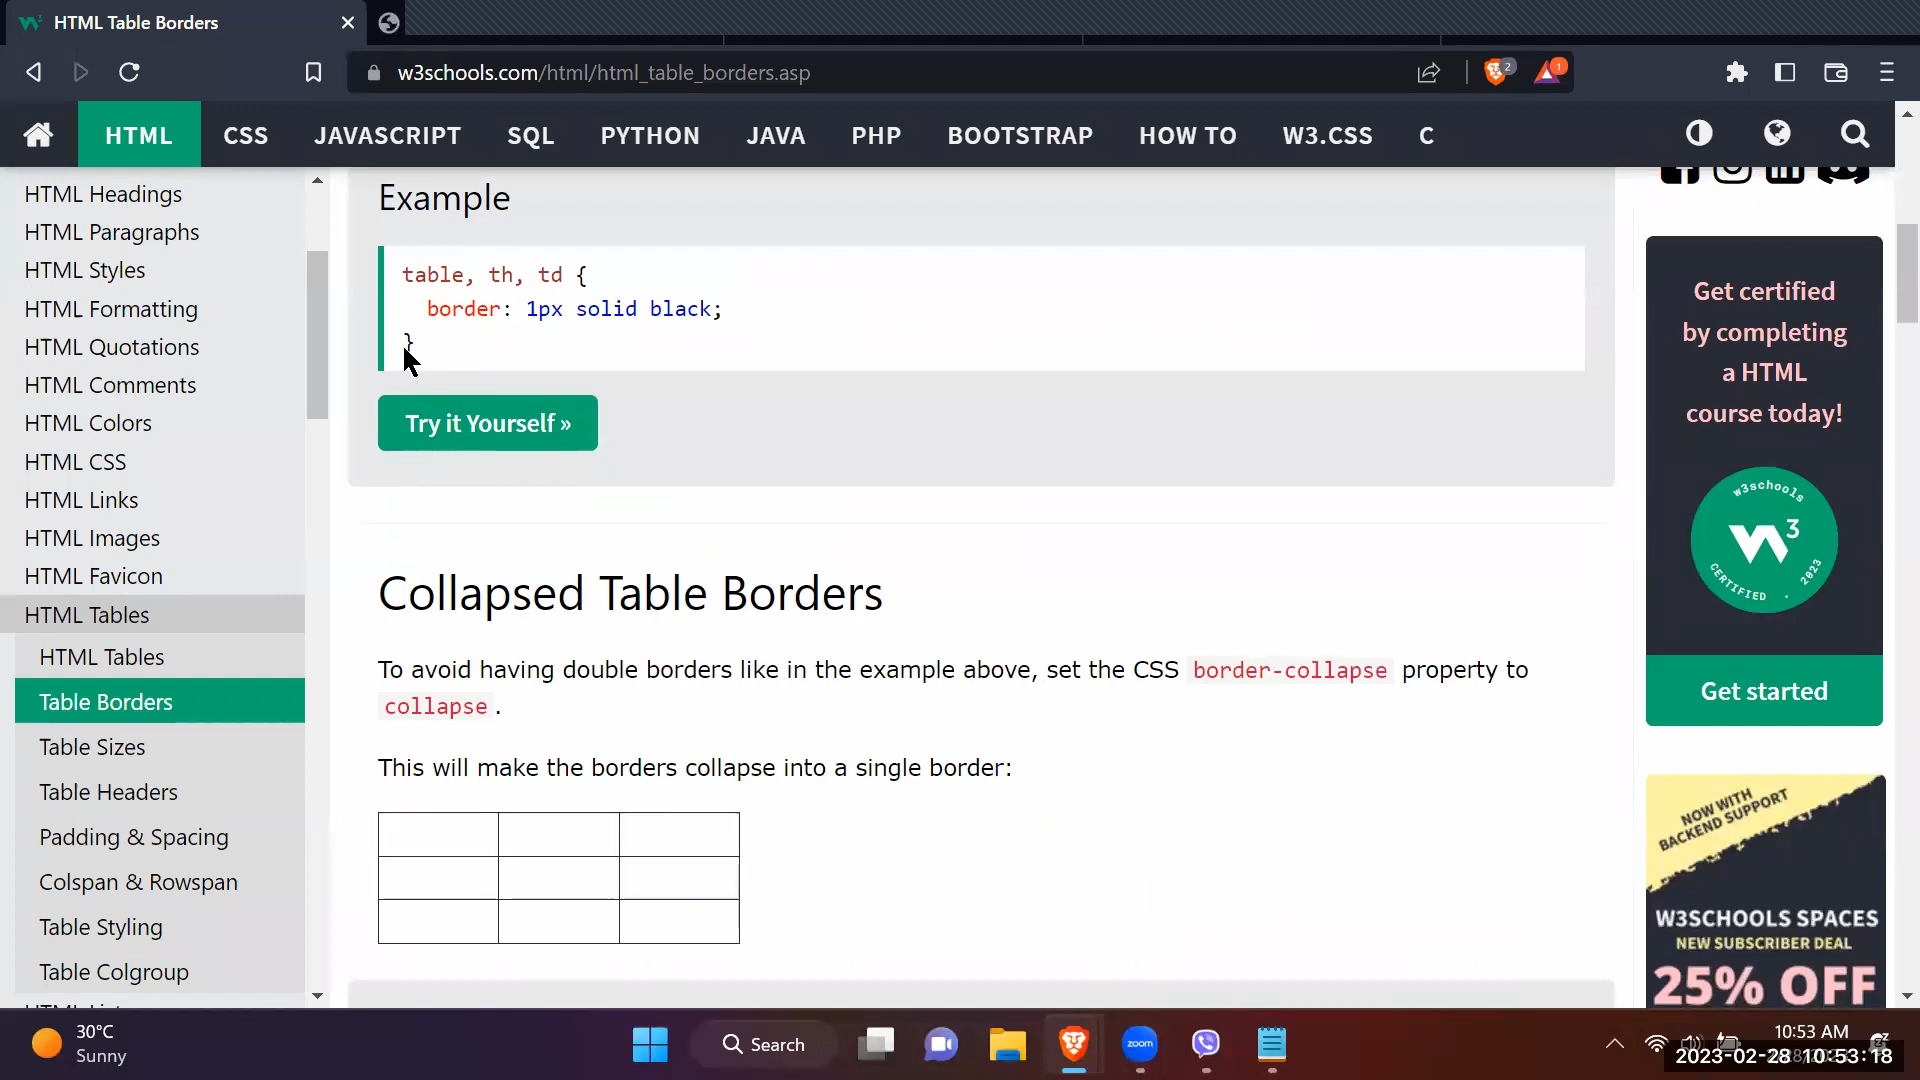 HTML Table Borders
w3schools.com/html/html_table_borders.asp
2
1
HTML
CSS
JAVASCRIPT
SQL
PYTHON
JAVA
PHP
BOOTSTRAP
HOW TO
W3.CSS
C
HTML Headings
HTML Paragraphs
HTML Styles
HTML Formatting
HTML Quotations
HTML Comments
HTML Colors
HTML CSS
HTML Links
HTML Images
HTML Favicon
HTML Tables
HTML Tables
Table Borders
Table Sizes
Table Headers
Padding & Spacing
Colspan & Rowspan
Table Styling
Table Colgroup
Example
table, th, td {
border: 1px solid black;
}
Try it Yourself »
Collapsed Table Borders
To avoid having double borders like in the example above, set the CSS border-collapse property to
collapse.
This will make the borders collapse into a single border:
Get certified
by completing
a HTML
course today!
w3schools
W3
CERTIFIED . 2023
Get started
NOW WITH
BACKEND SUPPORT
W3SCHOOLS SPACES
NEW SUBSCRIBER DEAL
25% OFF
30°C
Sunny
Search
zoom
10:53 AM
2023-02-28 10:53:18